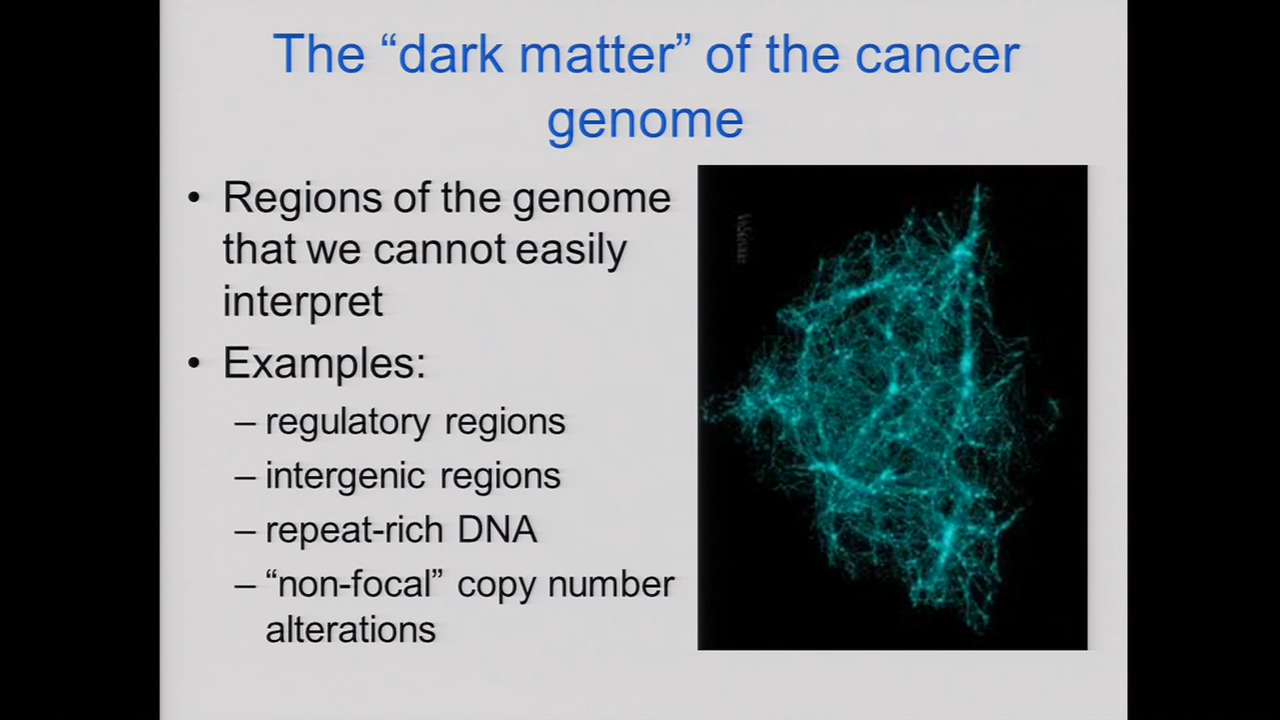 The “dark matter” of the cancer
genome
• Regions of the genome
that we cannot easily
interpret
• Examples:
– regulatory regions
– intergenic regions
– repeat-rich DNA
– “non-focal” copy number
alterations